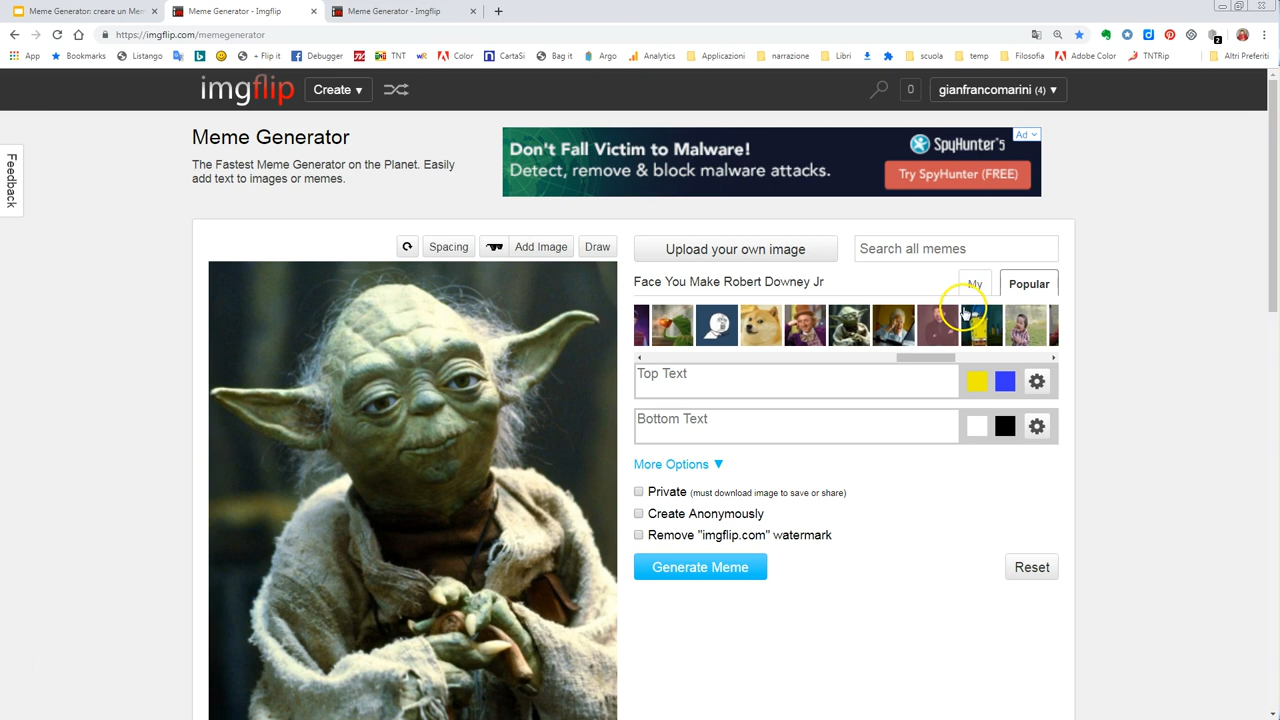 Meme Generator: creare un Mem
Meme Generator - Imgflip
Meme Generator - Imgflip
https://imgflip.com/memegenerator
App
Bookmarks
Listango
+ Flip it
Debugger
TNT
Color
CartaSi
Bag it
Argo
Analytics
Applicazioni
narrazione
Libri
scuola
temp
Filosofia
Adobe Color
TNTRip
Altri Preferiti
imgflip
Create ▾
0
gianfrancomarini (4) ▾
Feedback
Meme Generator
The Fastest Meme Generator on the Planet. Easily
add text to images or memes.
Don't Fall Victim to Malware!
Detect, remove & block malware attacks.
SpyHunter 5
Try SpyHunter (FREE)
Ad
Spacing
Add Image
Draw
Upload your own image
Search all memes
Face You Make Robert Downey Jr
My
Popular
Top Text
Bottom Text
More Options ▼
Private (must download image to save or share)
Create Anonymously
Remove "imgflip.com" watermark
Generate Meme
Reset